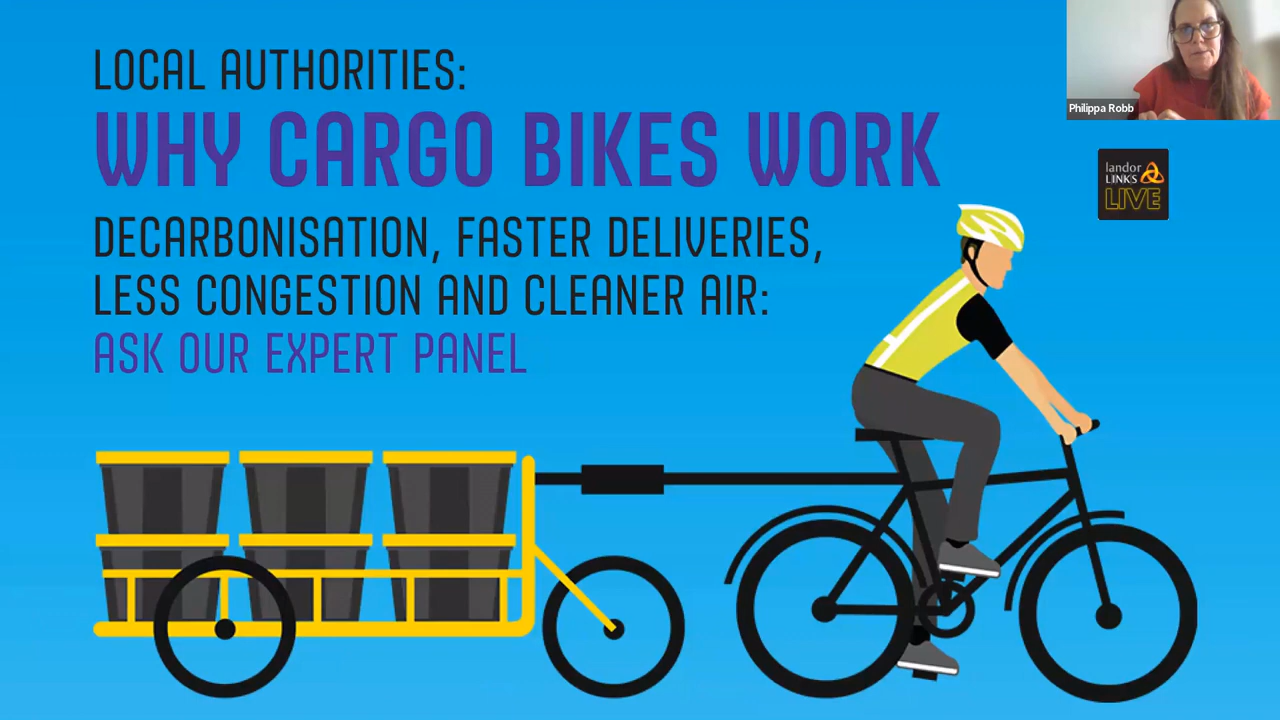 LOCAL AUTHORITIES:
WHY CARGO BIKES WORK
DECARBONISATION, FASTER DELIVERIES,
LESS CONGESTION AND CLEANER AIR:
ASK OUR EXPERT PANEL
Philippa Robb
landor
LINKS
LIVE